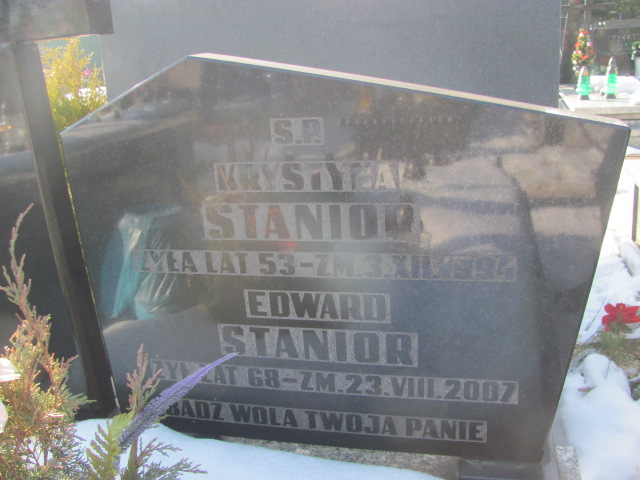 S.P.
KRYSTYNA
STANIOR
ŻYŁA LAT 53-ZM.3.XII.1994
EDWARD
STANIOR
ŻYŁ LAT 68-ZM.23.VIII.2007
BĄDŹ WOLA TWOJA PANIE